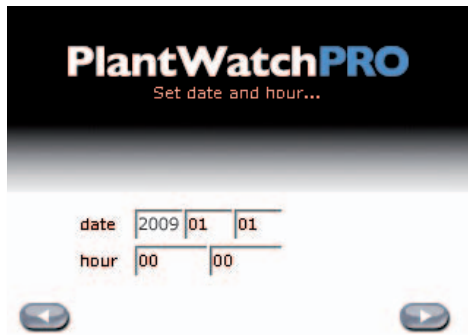 PlantWatchPRO
Set date and hour...
date 2009 01 01
hour 00 00